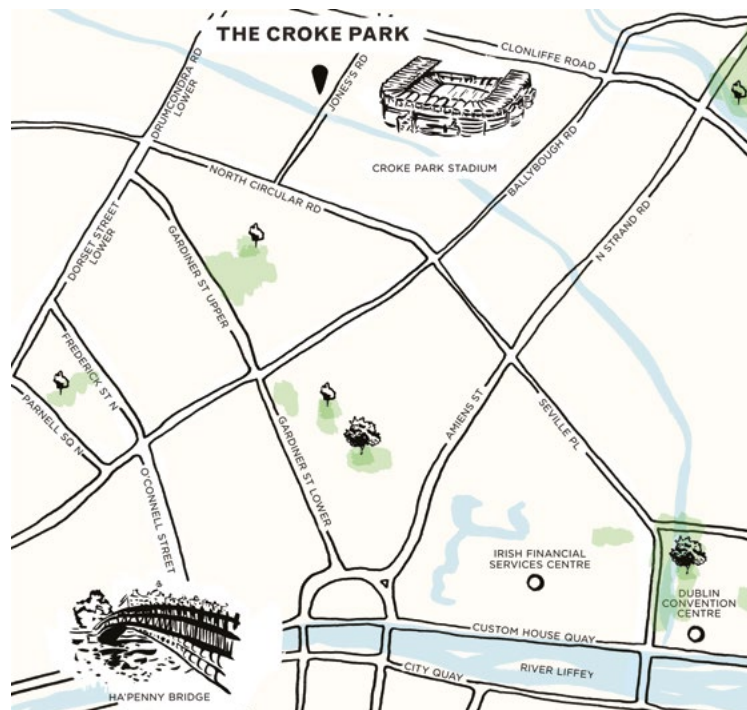 THE CROKE PARK
CLONLIFFE ROAD
DRUMCONDRA RD
LOWER
JONES'S RD
CROKE PARK STADIUM
BALLYBOUGH RD
NORTH CIRCULAR RD
N STRAND RD
DORSET STREET
LOWER
GARDINER ST UPPER
FREDERICK ST N
PARNELL SQ N
O'CONNELL STREET
GARDINER ST LOWER
AMIENS ST
SEVILLE PL
IRISH FINANCIAL
SERVICES CENTRE
DUBLIN
CONVENTION
CENTRE
CUSTOM HOUSE QUAY
CITY QUAY
RIVER LIFFEY
HA'PENNY BRIDGE